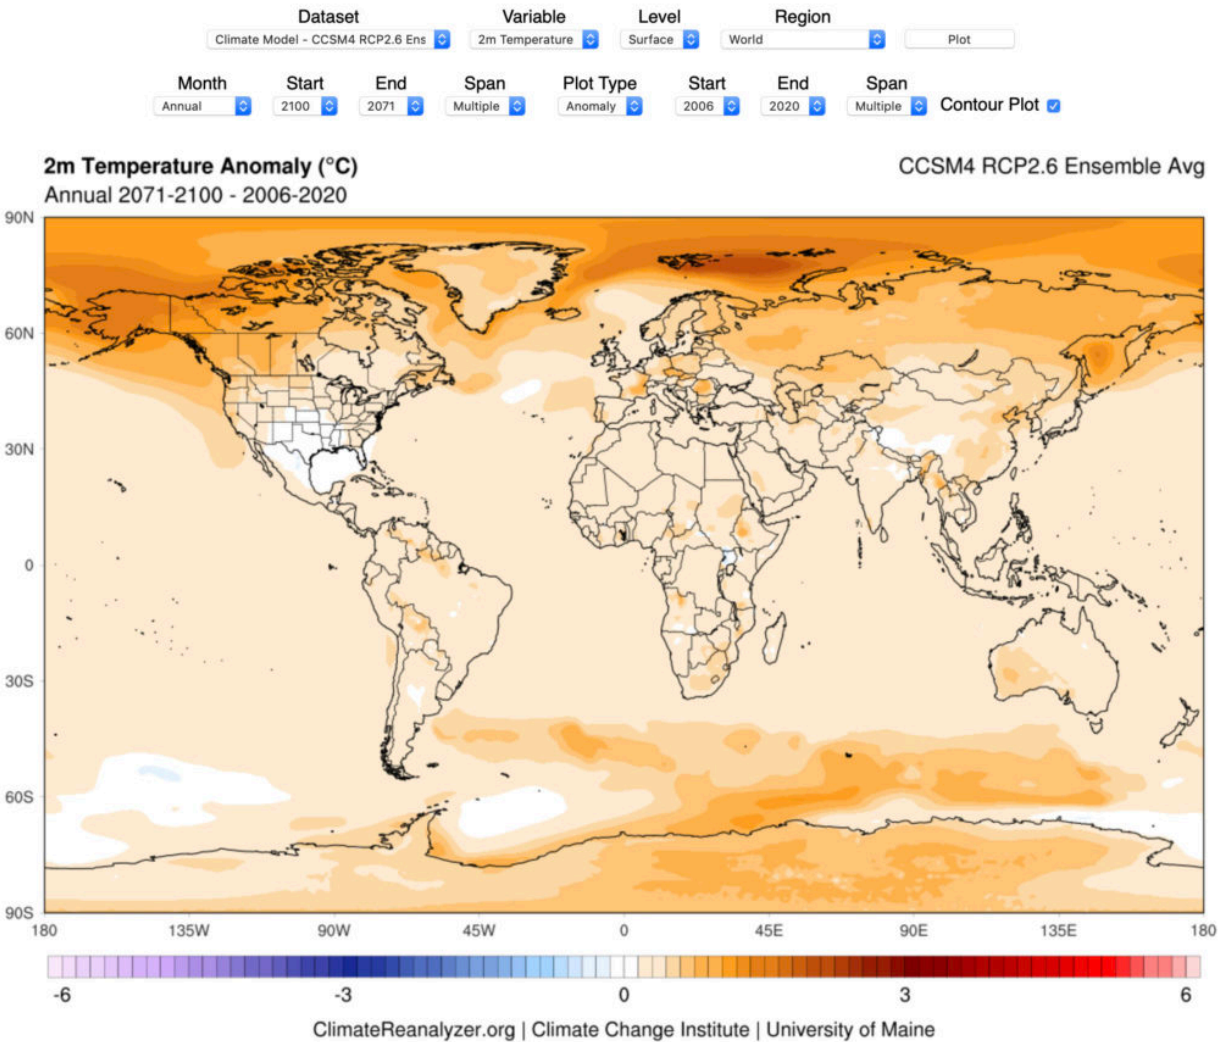 Dataset Variable Level Region
Climate Model - CCSM4 RCP2.6 Ens 2m Temperature Surface World Plot
Month Start End Span Plot Type Start End Span
Annual 2100 2071 Multiple Anomaly 2006 2020 Multiple Contour Plot
2m Temperature Anomaly (°C) CCSM4 RCP2.6 Ensemble Avg
Annual 2071-2100 - 2006-2020
90N
60N
30N
0
30S
60S
90S
180 135W 90W 45W 0 45E 90E 135E 180
-6 -3 0 3 6
ClimateReanalyzer.org | Climate Change Institute | University of Maine